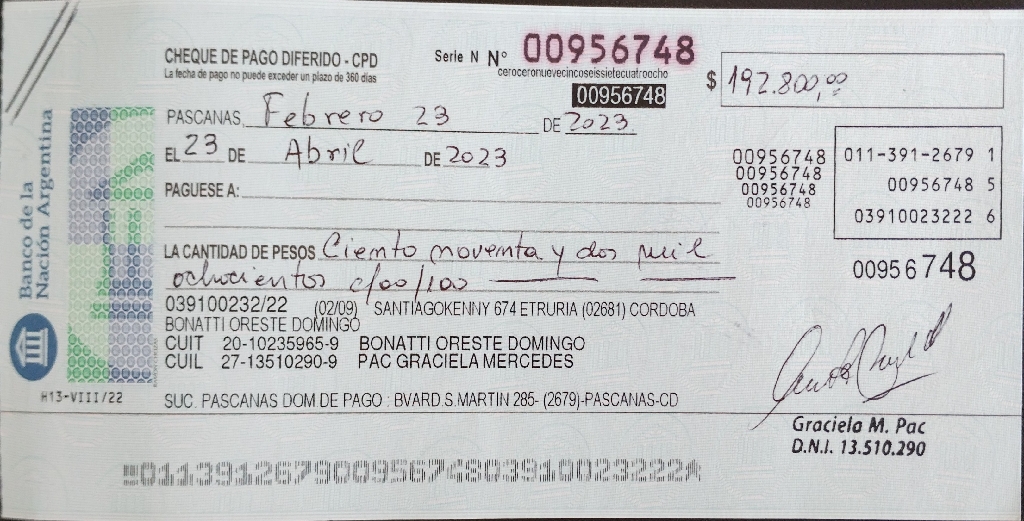 CHEQUE DE PAGO DIFERIDO - CPD
La fecha de pago no puede exceder un plazo de 360 días
Serie N Nº 00956748
ceroceronuevecincoseissietecuatroocho
00956748
$ 192.800,00
PASCANAS, Febrero 23 DE 2023
EL 23 DE Abril DE 2023
PAGUESE A:
00956748
00956748
00956748
00956748
011-391-2679 1
00956748 5
03910023222 6
00956748
LA CANTIDAD DE PESOS Ciento noventa y dos mil
ochocientos c/00/100
039100232/22 (02/09) SANTIAGOKENNY 674 ETRURIA (02681) CORDOBA
BONATTI ORESTE DOMINGO
CUIT 20-10235965-9 BONATTI ORESTE DOMINGO
CUIL 27-13510290-9 PAC GRACIELA MERCEDES
SUC. PASCANAS DOM DE PAGO : BVARD.S.MARTIN 285- (2679)-PASCANAS-CD
Banco de la
Nación Argentina
H13-VIII/22
Graciela M. Pac
D.N.I. 13.510.290
01139126790095674803910023222